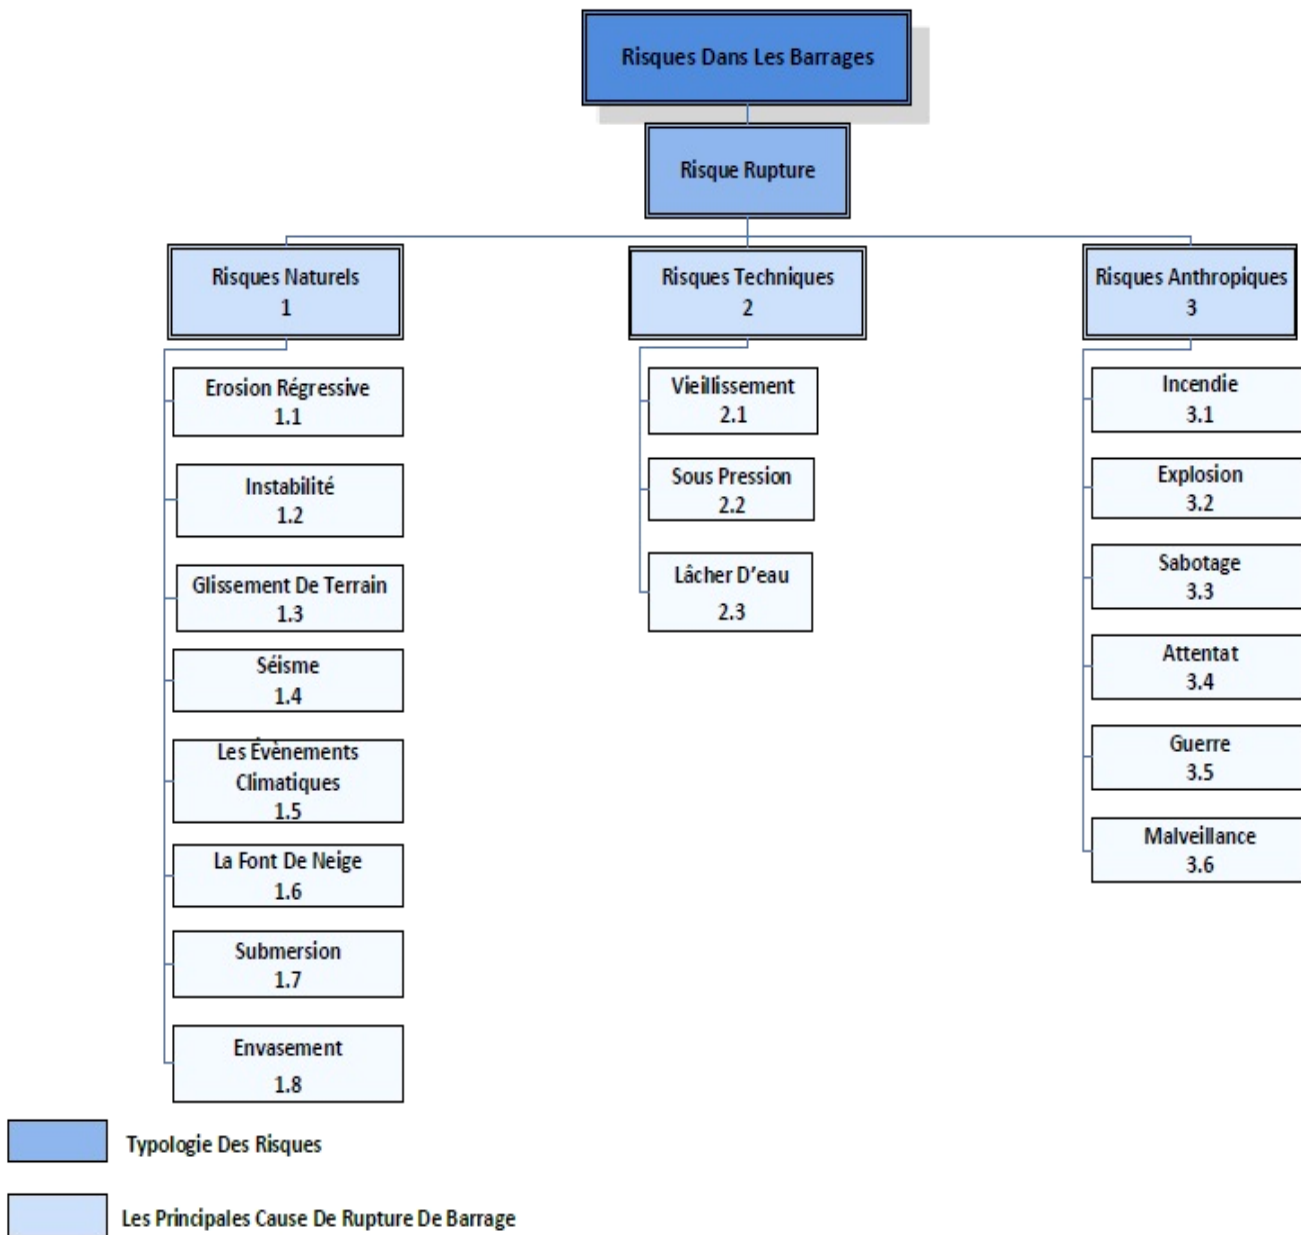 Risques Dans Les Barrages
Risque Rupture
Risques Naturels
1
Erosion Régressive
1.1
Instabilité
1.2
Glissement De Terrain
1.3
Séisme
1.4
Les Évènements
Climatiques
1.5
La Font De Neige
1.6
Submersion
1.7
Envasement
1.8
Risques Techniques
2
Vieillissement
2.1
Sous Pression
2.2
Lâcher D’eau
2.3
Risques Anthropiques
3
Incendie
3.1
Explosion
3.2
Sabotage
3.3
Attentat
3.4
Guerre
3.5
Malveillance
3.6
Typologie Des Risques
Les Principales Cause De Rupture De Barrage